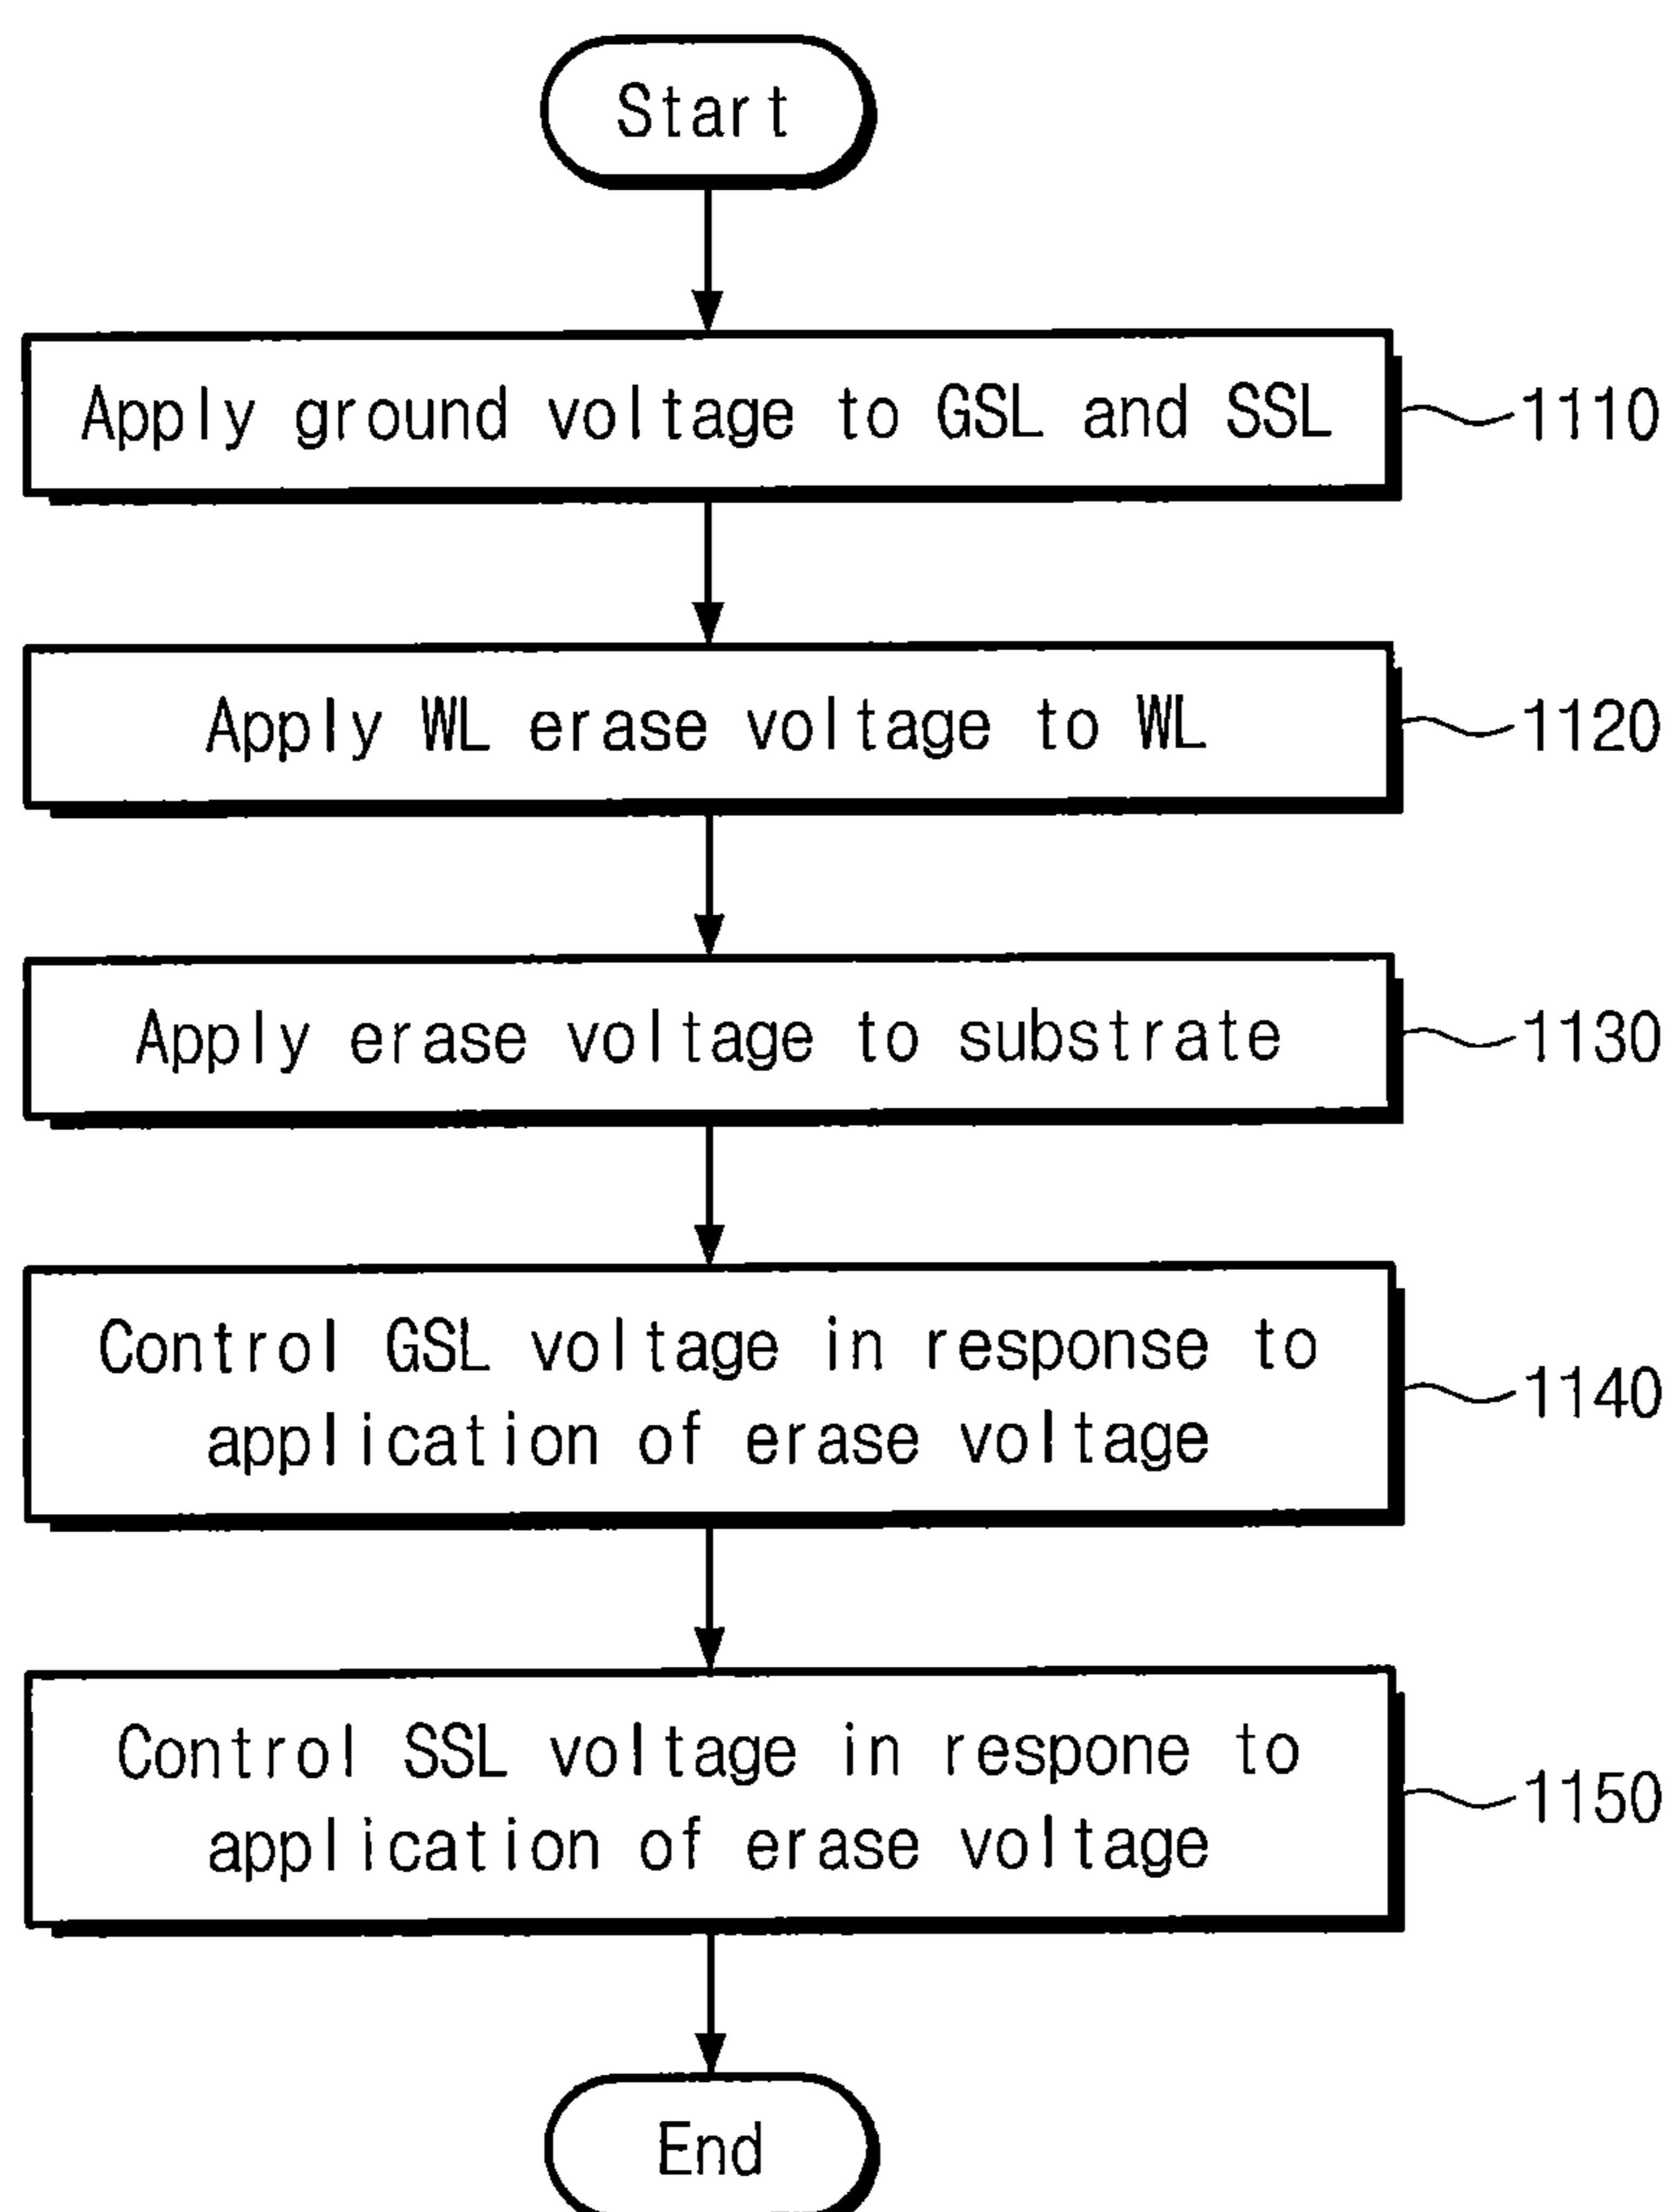 Start
Apply ground voltage to GSL and SSL
1110
Apply WL erase voltage to WL
1120
Apply erase voltage to substrate
1130
Control GSL voltage in response to
application of erase voltage
1140
Control SSL voltage in respone to
application of erase voltage
1150
End